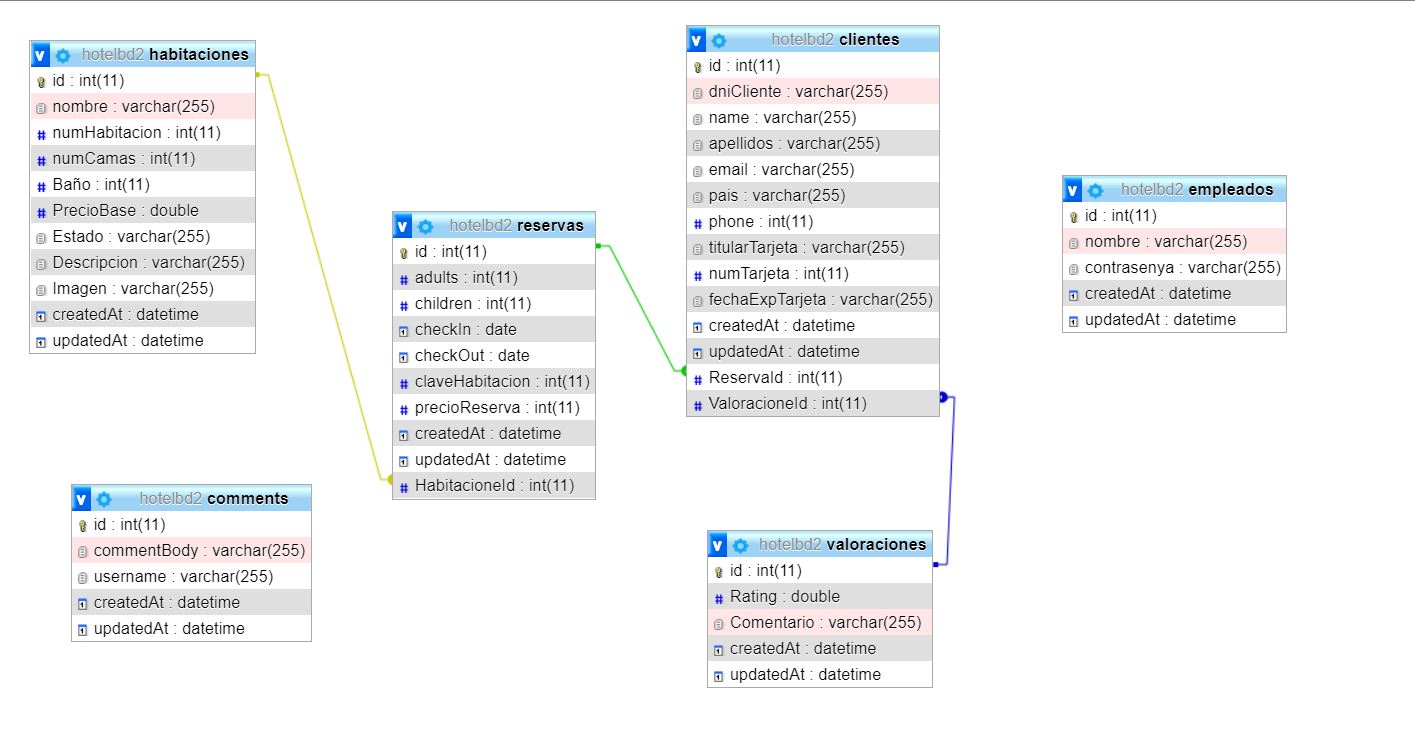 hotelbd2 habitaciones
id : int(11)
nombre : varchar(255)
numHabitacion : int(11)
numCamas : int(11)
Baño : int(11)
PrecioBase : double
Estado : varchar(255)
Descripcion : varchar(255)
Imagen : varchar(255)
createdAt : datetime
updatedAt : datetime
hotelbd2 comments
id : int(11)
commentBody : varchar(255)
username : varchar(255)
createdAt : datetime
updatedAt : datetime
hotelbd2 reservas
id : int(11)
adults : int(11)
children : int(11)
checkIn : date
checkOut : date
claveHabitacion : int(11)
precioReserva : int(11)
createdAt : datetime
updatedAt : datetime
HabitacioneId : int(11)
hotelbd2 clientes
id : int(11)
dniCliente : varchar(255)
name : varchar(255)
apellidos : varchar(255)
email : varchar(255)
pais : varchar(255)
phone : int(11)
titularTarjeta : varchar(255)
numTarjeta : int(11)
fechaExpTarjeta : varchar(255)
createdAt : datetime
updatedAt : datetime
ReservaId : int(11)
ValoracioneId : int(11)
hotelbd2 valoraciones
id : int(11)
Rating : double
Comentario : varchar(255)
createdAt : datetime
updatedAt : datetime
hotelbd2 empleados
id : int(11)
nombre : varchar(255)
contrasenya : varchar(255)
createdAt : datetime
updatedAt : datetime